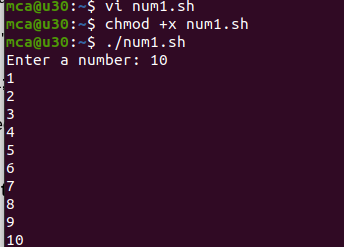 mca@u30:~$ vi num1.sh
mca@u30:~$ chmod +x num1.sh
mca@u30:~$ ./num1.sh
Enter a number: 10
1
2
3
4
5
6
7
8
9
10